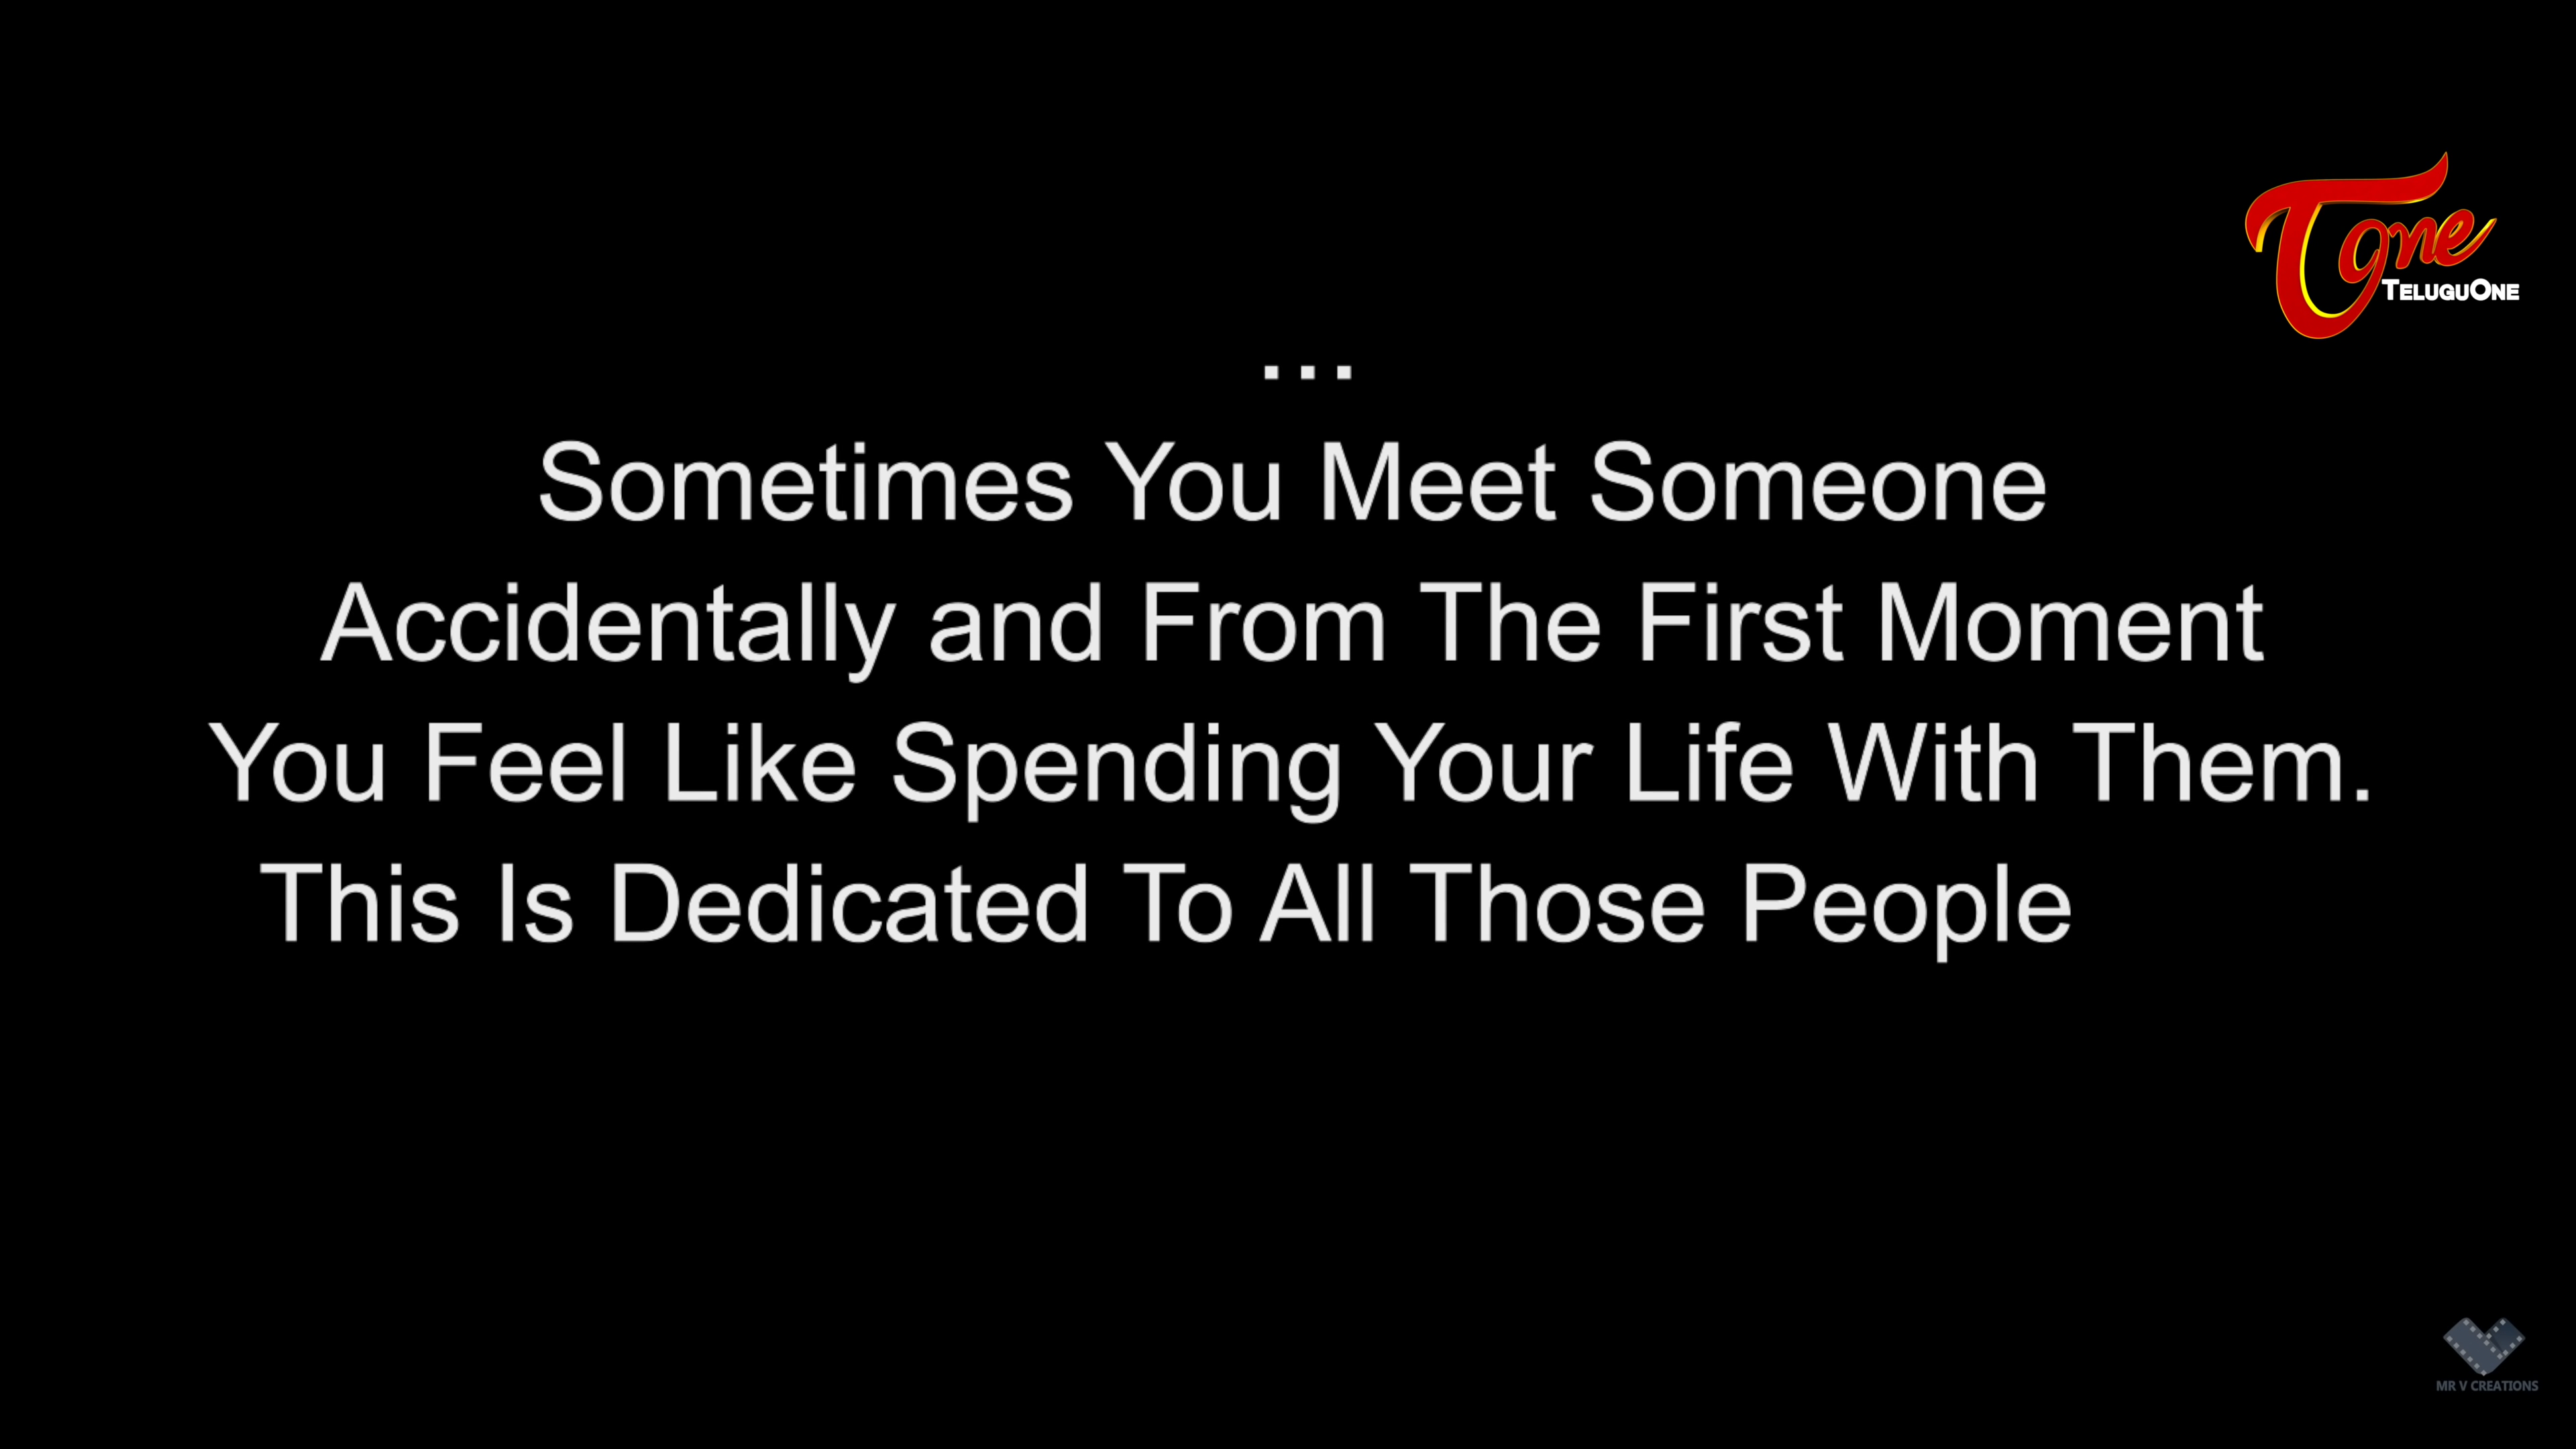 Tone
TELUGUONE
...
Sometimes You Meet Someone
Accidentally and From The First Moment
You Feel Like Spending Your Life With Them.
This Is Dedicated To All Those People
MR V CREATIONS